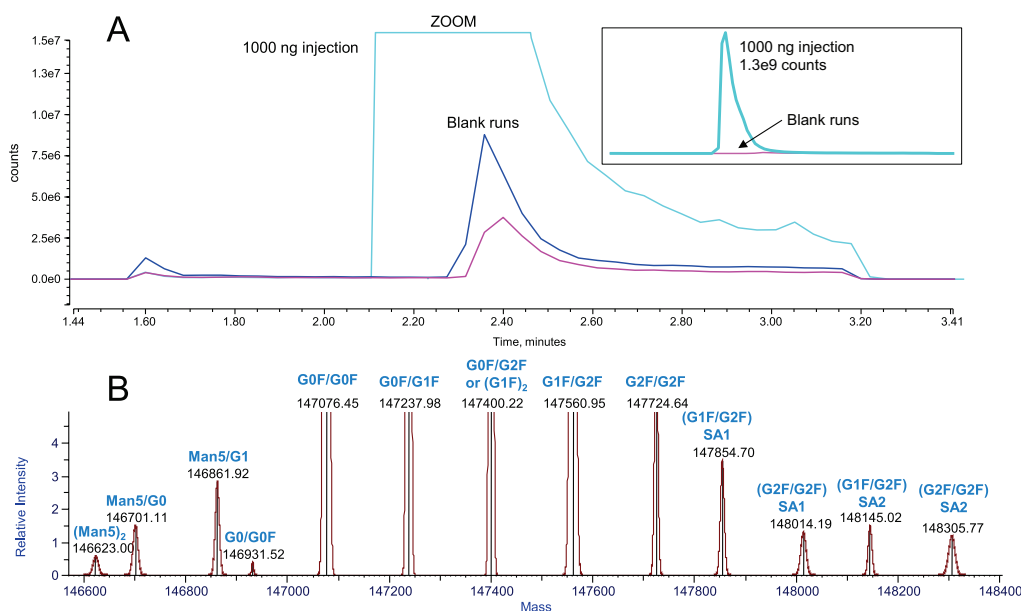 A
ZOOM
1000 ng injection
1000 ng injection
1.3e9 counts
Blank runs
Blank runs
1.5e7
1.3e7
1.0e7
7.5e6
5.0e6
2.5e6
0.0e0
counts
1.44 1.60 1.80 2.00 2.20 2.40 2.60 2.80 3.00 3.20 3.41
Time, minutes
B
(Man5)2
146623.00
Man5/G0
146701.11
Man5/G1
146861.92
G0/G0F
146931.52
G0F/G0F
147076.45
G0F/G1F
147237.98
G0F/G2F
or (G1F)2
147400.22
G1F/G2F
147560.95
G2F/G2F
147724.64
(G1F/G2F)
SA1
147854.70
(G2F/G2F)
SA1
148014.19
(G1F/G2F)
SA2
148145.02
(G2F/G2F)
SA2
148305.77
4
3
2
1
0
Relative Intensity
146600 146800 147000 147200 147400 147600 147800 148000 148200 148400
Mass